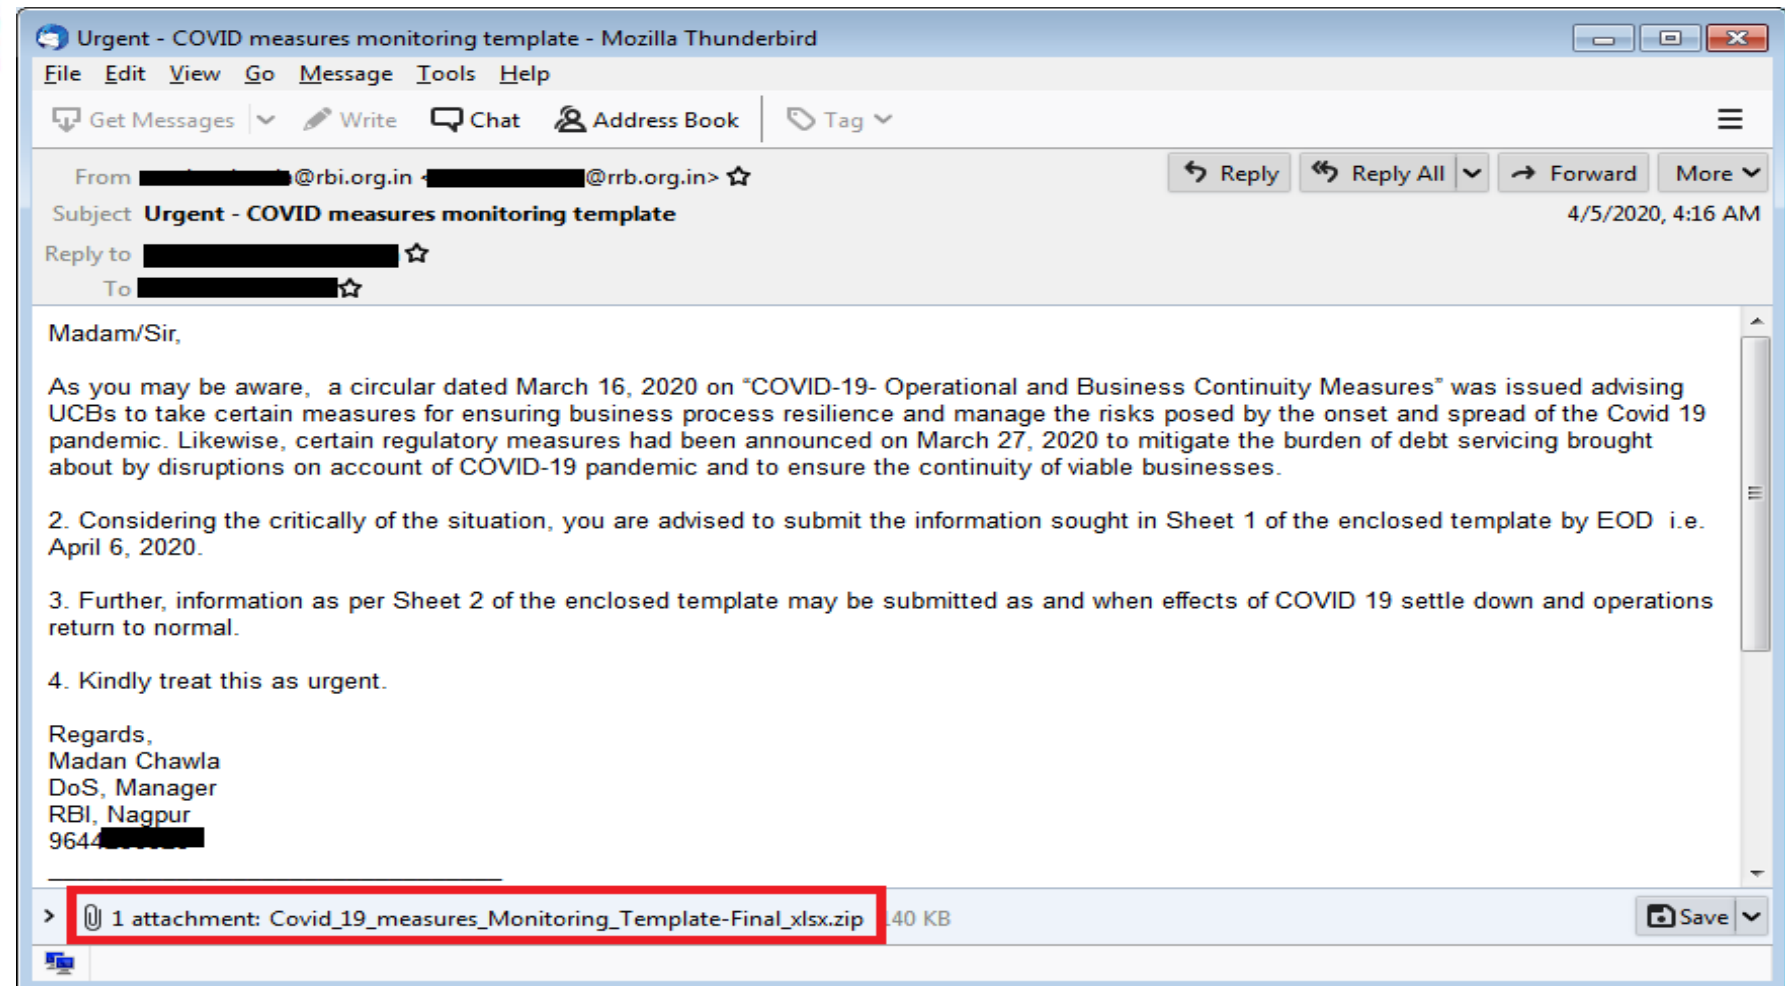 Urgent - COVID measures monitoring template - Mozilla Thunderbird
File Edit View Go Message Tools Help
Get Messages Write Chat Address Book Tag
From @rbi.org.in < @rrb.org.in> Reply Reply All Forward More
Subject Urgent - COVID measures monitoring template 4/5/2020, 4:16 AM
Reply to
To
Madam/Sir,
As you may be aware, a circular dated March 16, 2020 on “COVID-19- Operational and Business Continuity Measures” was issued advising
UCBs to take certain measures for ensuring business process resilience and manage the risks posed by the onset and spread of the Covid 19
pandemic. Likewise, certain regulatory measures had been announced on March 27, 2020 to mitigate the burden of debt servicing brought
about by disruptions on account of COVID-19 pandemic and to ensure the continuity of viable businesses.
2. Considering the critically of the situation, you are advised to submit the information sought in Sheet 1 of the enclosed template by EOD i.e.
April 6, 2020.
3. Further, information as per Sheet 2 of the enclosed template may be submitted as and when effects of COVID 19 settle down and operations
return to normal.
4. Kindly treat this as urgent.
Regards,
Madan Chawla
DoS, Manager
RBI, Nagpur
9644
1 attachment: Covid_19_measures_Monitoring_Template-Final_xlsx.zip 40 KB Save